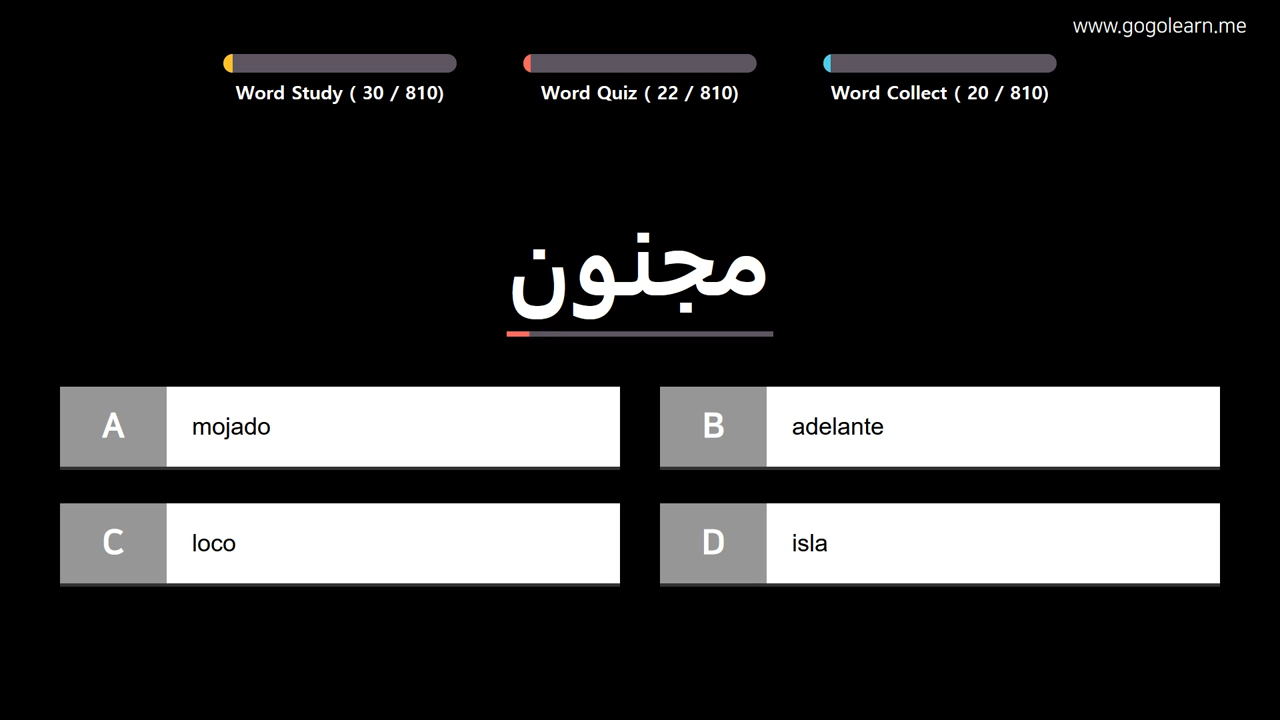 www.gogolearn.me
Word Study ( 30 / 810)
Word Quiz ( 22 / 810)
Word Collect ( 20 / 810)
مجنون
A mojado
B adelante
C loco
D isla